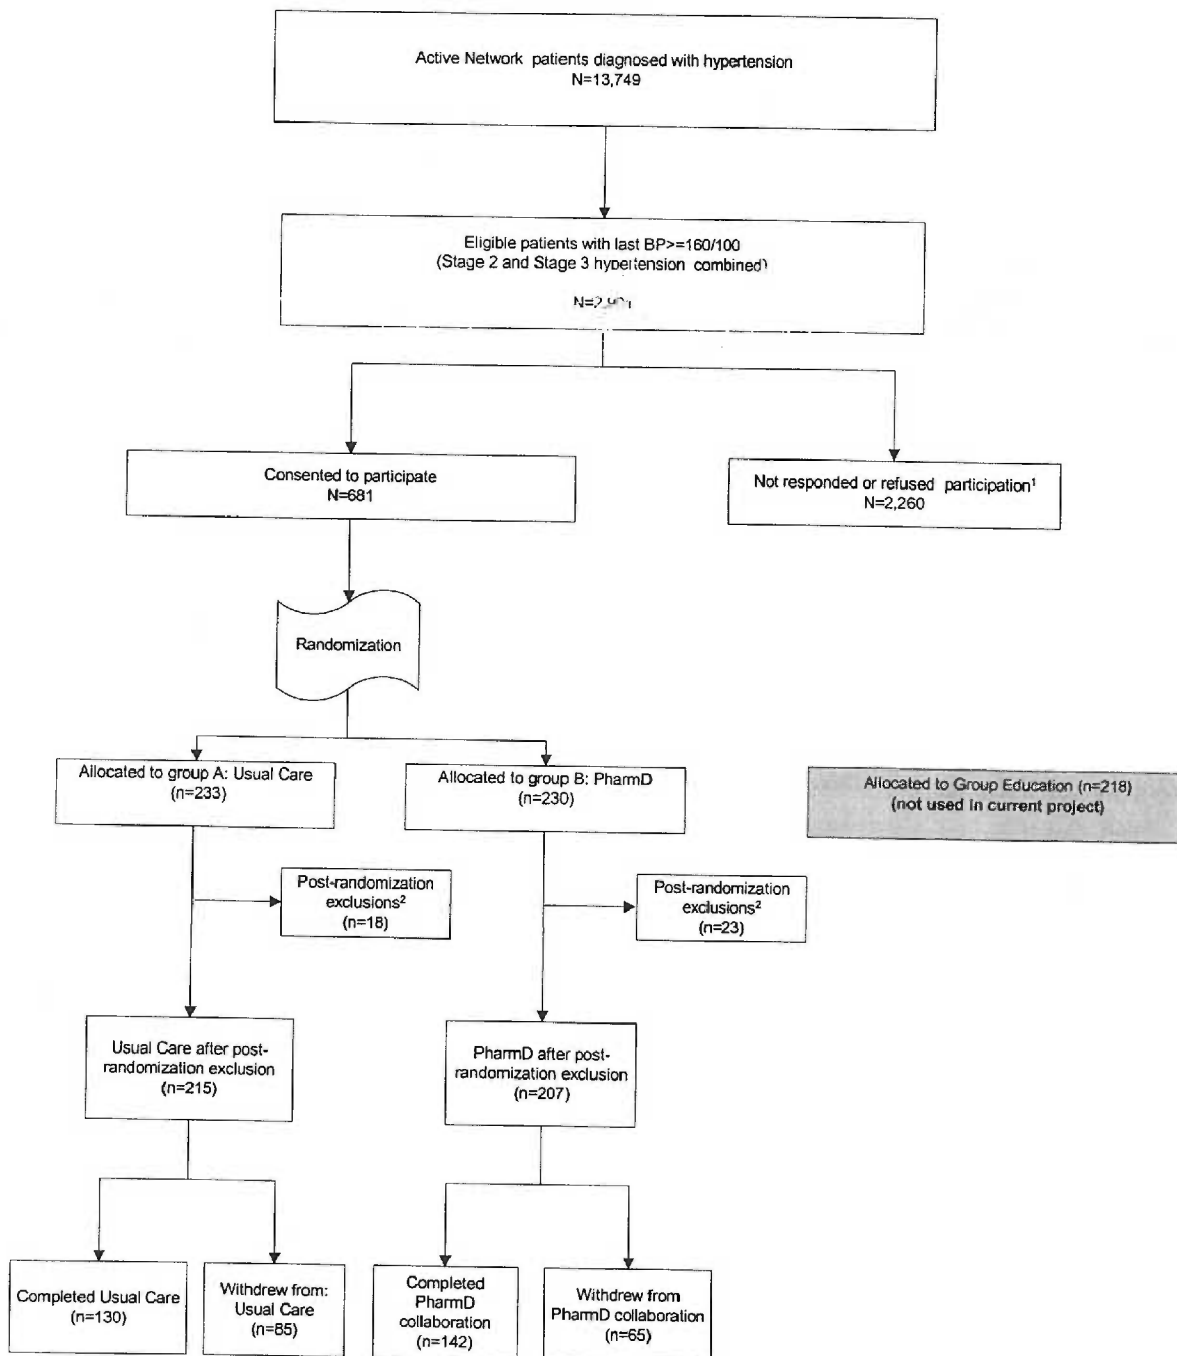 Active Network patients diagnosed with hypertension
N=13,749
Eligible patients with last BP>=160/100
(Stage 2 and Stage 3 hypertension combined)
Consented to participate
N=681
Not responded or refused participation¹
N=2,260
Randomization
Allocated to group A: Usual Care
(n=233)
Allocated to group B: PharmD
(n=230)
Allocated to Group Education (n=218)
(not used in current project)
Post-randomization
exclusions²
(n=18)
Post-randomization
exclusions²
(n=23)
Usual Care after post-
randomization exclusion
(n=215)
PharmD after post-
randomization exclusion
(n=207)
Completed Usual Care
(n=130)
Withdrew from:
Usual Care
(n=85)
Completed
PharmD
collaboration
(n=142)
Withdrew from
PharmD collaboration
(n=65)